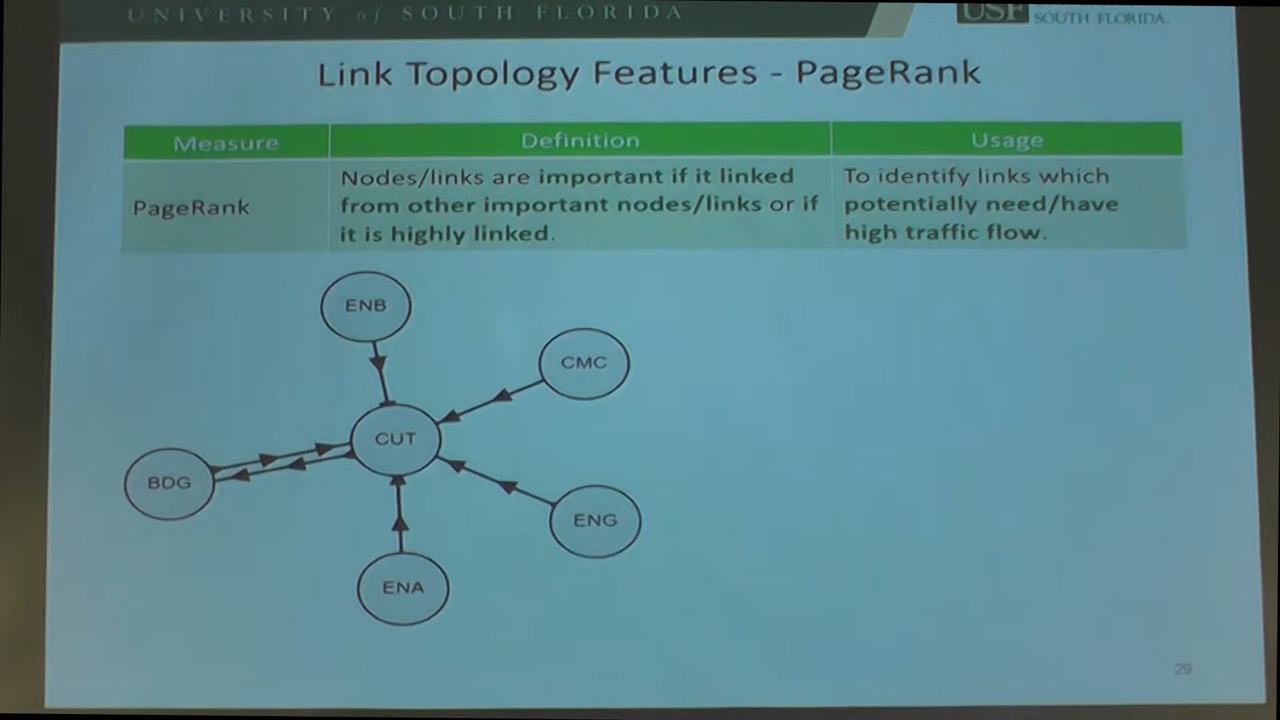 UNIVERSITY of SOUTH FLORIDA
USF
SOUTH FLORIDA
Link Topology Features - PageRank
Measure
Definition
Usage
PageRank
Nodes/links are important if it linked
from other important nodes/links or if
it is highly linked.
To identify links which
potentially need/have
high traffic flow.
ENB
CMC
CUT
BDG
ENG
ENA
29